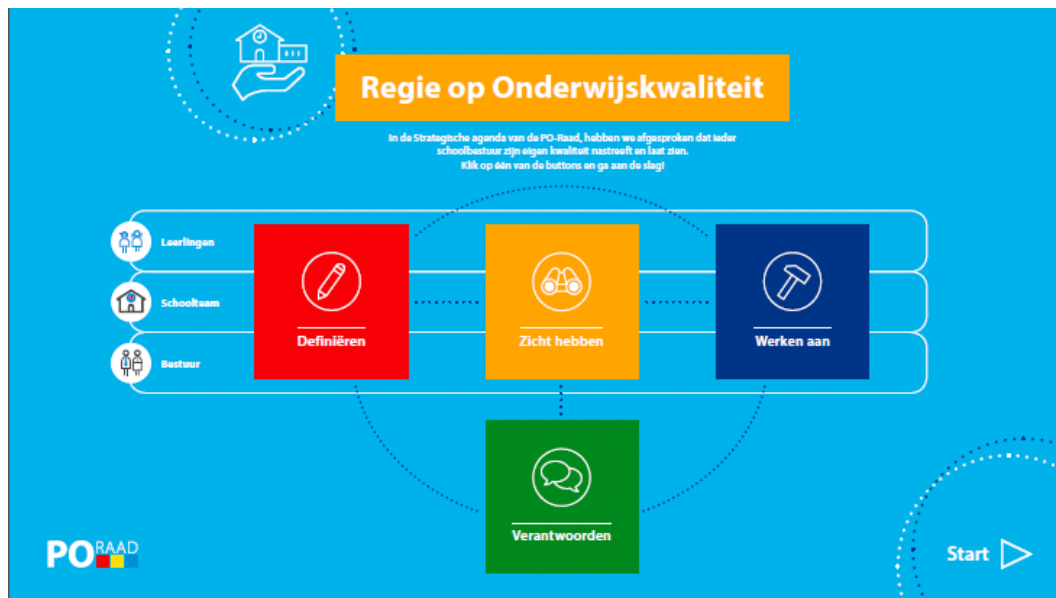 Regie op Onderwijskwaliteit
In de Strategische agenda van de PO-Raad, hebben we afgesproken dat ieder
schoolbestuur zijn eigen kwaliteit nastreeft en laat zien.
Klik op één van de buttons en ga aan de slag!
Leerlingen
Schoolteam
Bestuur
Definiëren
Zicht hebben
Werken aan
Verantwoorden
PO RAAD
Start